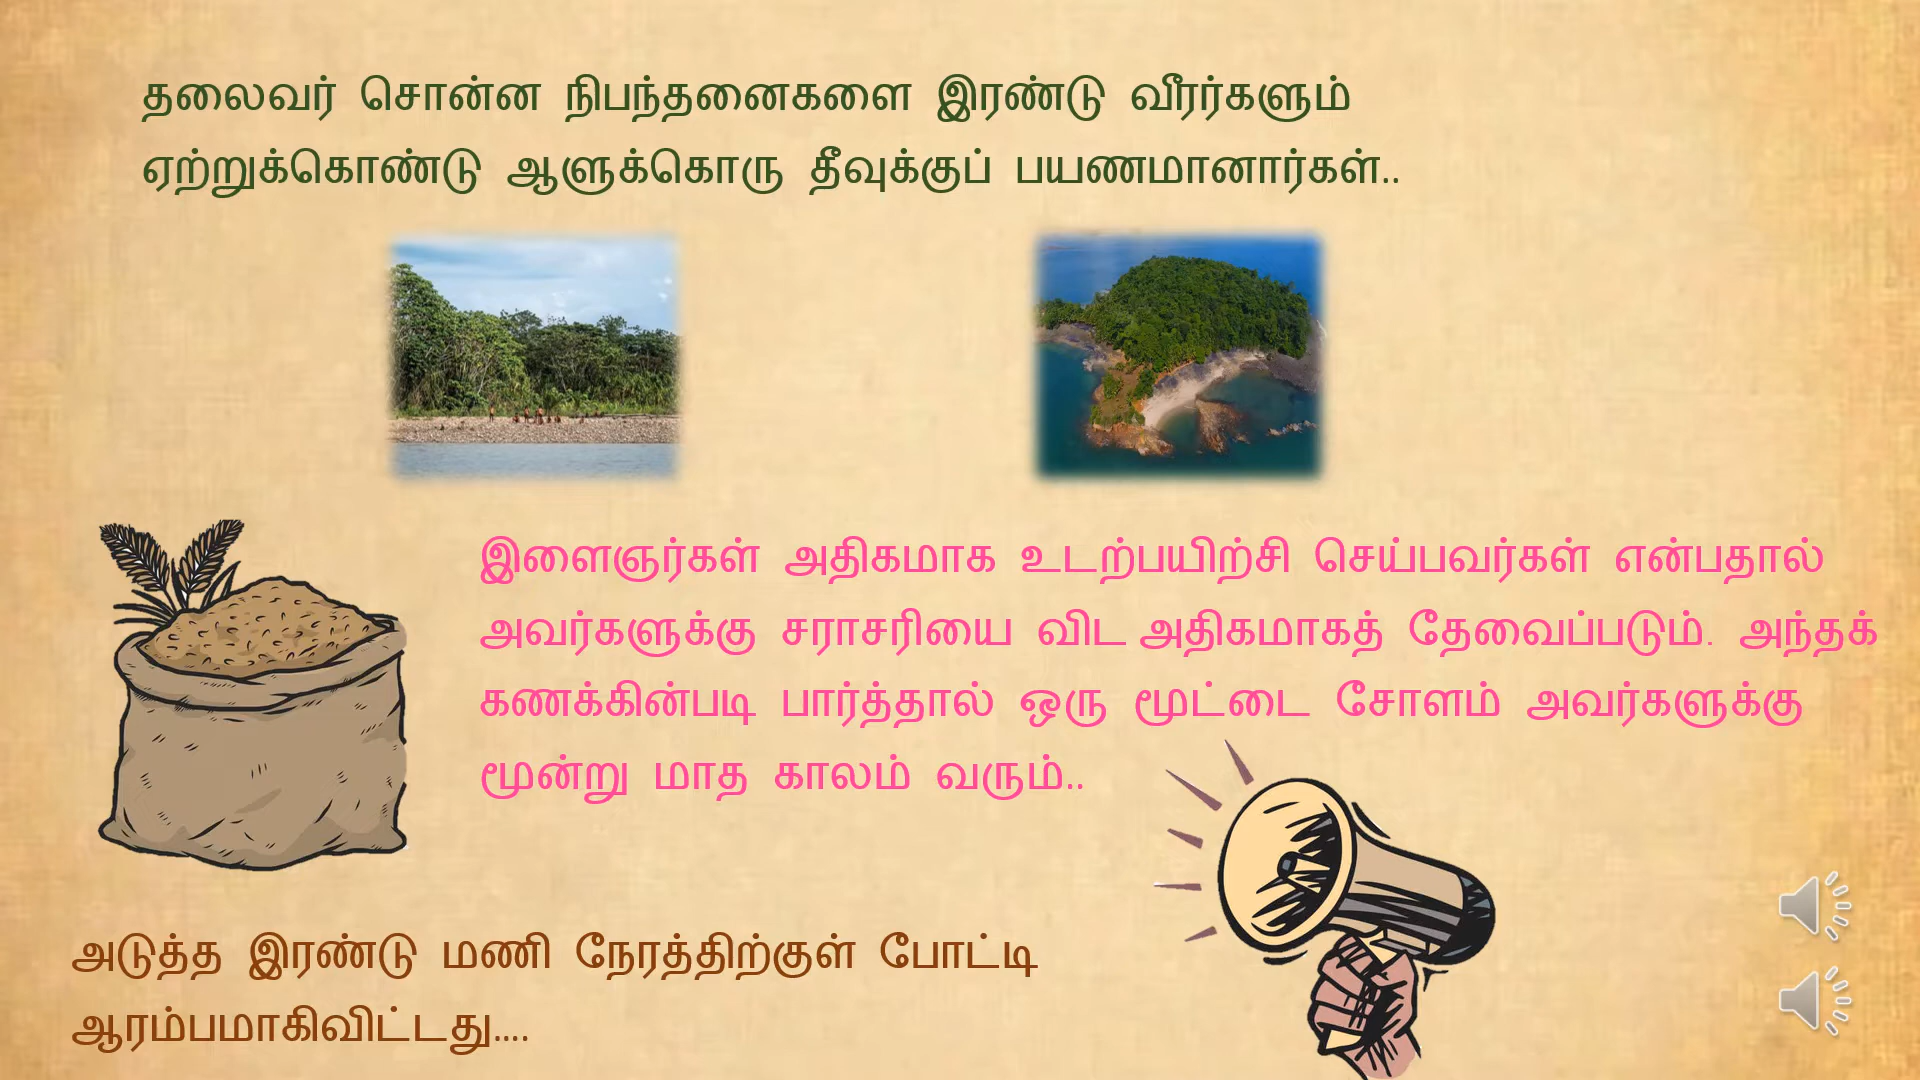 தலைவர் சொன்ன நிபந்தனைகளை இரண்டு வீரர்களும்
ஏற்றுக்கொண்டு ஆளுக்கொரு தீவுக்குப் பயணமானார்கள்..
இளைஞர்கள் அதிகமாக உடற்பயிற்சி செய்பவர்கள் என்பதால்
அவர்களுக்கு சராசரியை விட அதிகமாகத் தேவைப்படும். அந்தக்
கணக்கின்படி பார்த்தால் ஒரு மூட்டை சோளம் அவர்களுக்கு
மூன்று மாத காலம் வரும்..
அடுத்த இரண்டு மணி நேரத்திற்குள் போட்டி
ஆரம்பமாகிவிட்டது....